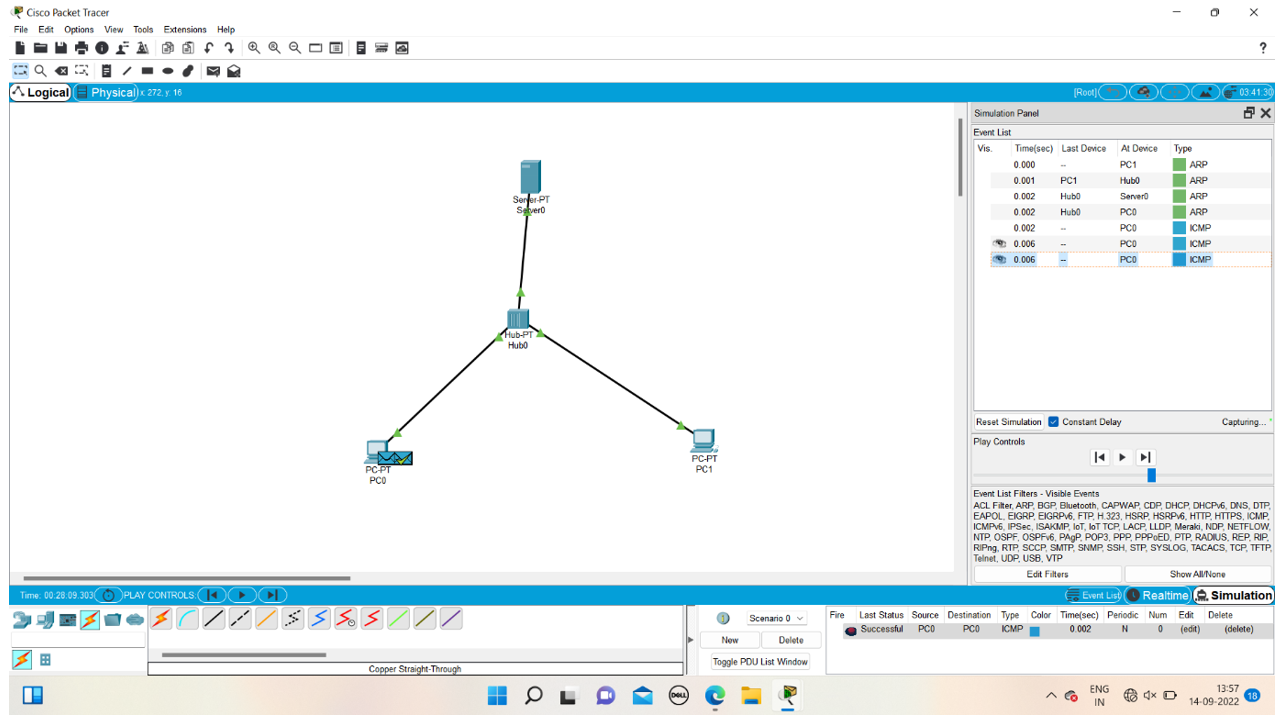 Cisco Packet Tracer
File Edit Options View Tools Extensions Help
?
Logical Physical x: 272, y: 16 [Root] 03:41:30
Simulation Panel
Event List
Vis. Time(sec) Last Device At Device Type
0.000 -- PC1 ARP
0.001 PC1 Hub0 ARP
0.002 Hub0 Server0 ARP
0.002 Hub0 PC0 ARP
0.002 -- PC0 ICMP
0.006 -- PC0 ICMP
0.006 -- PC0 ICMP
Server-PT
Server0
Hub-PT
Hub0
PC-PT
PC0
PC-PT
PC1
Reset Simulation Constant Delay Capturing...
Play Controls
Event List Filters - Visible Events
ACL Filter, ARP, BGP, Bluetooth, CAPWAP, CDP, DHCP, DHCPv6, DNS, DTP,
EAPOL, EIGRP, EIGRPv6, FTP, H.323, HSRP, HSRPv6, HTTP, HTTPS, ICMP,
ICMPv6, IPSec, ISAKMP, IoT, IoT TCP, LACP, LLDP, Meraki, NDP, NETFLOW,
NTP, OSPF, OSPFv6, PAgP, POP3, PPP, PPPoED, PTP, RADIUS, REP, RIP,
RIPng, RTP, SCCP, SMTP, SNMP, SSH, STP, SYSLOG, TACACS, TCP, TFTP,
Telnet, UDP, USB, VTP
Edit Filters Show All/None
Time: 00:28:09.303 PLAY CONTROLS: Event List Realtime Simulation
Scenario 0
New Delete
Toggle PDU List Window
Fire Last Status Source Destination Type Color Time(sec) Periodic Num Edit Delete
Successful PC0 PC0 ICMP 0.002 N 0 (edit) (delete)
Copper Straight-Through
DELL
ENG
IN
13:57
14-09-2022
18